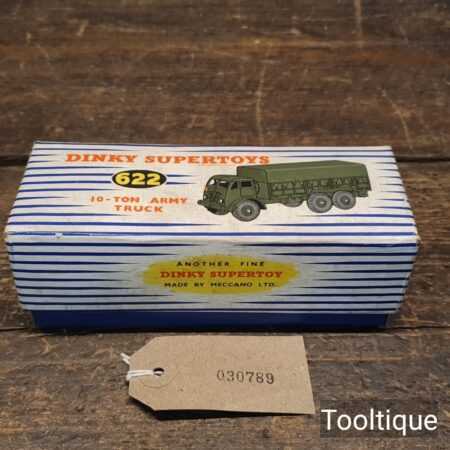 DINKY SUPERTOYS
622
10-TON ARMY
TRUCK
ANOTHER FINE
DINKY SUPERTOY
MADE BY MECCANO LTD.
030789
Tooltique